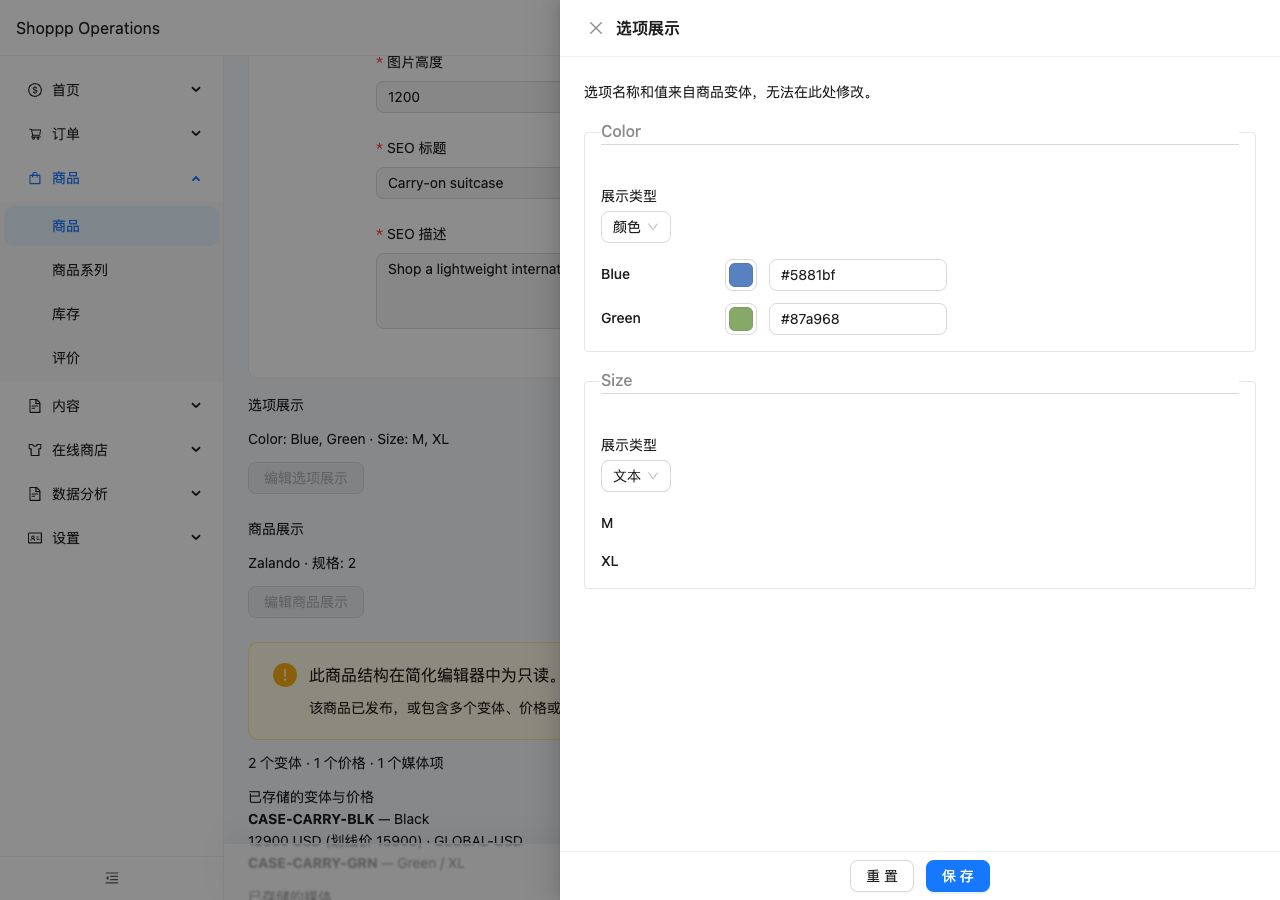 Shoppp Operations
首页
订单
商品
商品
商品系列
库存
评价
内容
在线商店
数据分析
设置
* 图片高度
1200
* SEO 标题
Carry-on suitcase
* SEO 描述
Shop a lightweight internat
选项展示
Color: Blue, Green · Size: M, XL
编辑选项展示
商品展示
Zalando · 规格: 2
编辑商品展示
此商品结构在简化编辑器中为只读。
该商品已发布，或包含多个变体、价格或
2 个变体 · 1 个价格 · 1 个媒体项
已存储的变体与价格
CASE-CARRY-BLK — Black
12900 USD (划线价 15900) · GLOBAL-USD
CASE-CARRY-GRN — Green / XL
已存储的媒体
选项展示
选项名称和值来自商品变体，无法在此处修改。
Color
展示类型
颜色
Blue
#5881bf
Green
#87a968
Size
展示类型
文本
M
XL
重 置
保 存